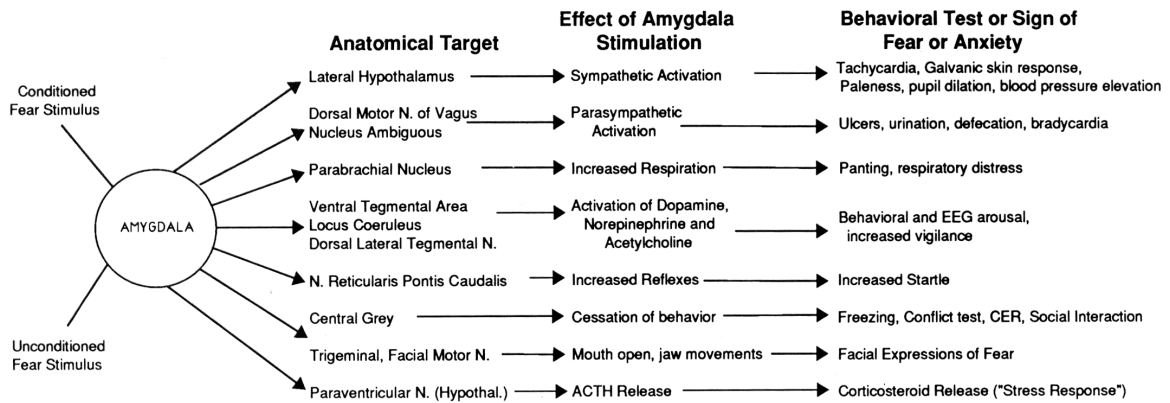 Anatomical Target
Effect of Amygdala
Stimulation
Behavioral Test or Sign of
Fear or Anxiety
Conditioned
Fear Stimulus
AMYGDALA
Unconditioned
Fear Stimulus
Lateral Hypothalamus
Sympathetic Activation
Tachycardia, Galvanic skin response,
Paleness, pupil dilation, blood pressure elevation
Dorsal Motor N. of Vagus
Nucleus Ambiguous
Parasympathetic
Activation
Ulcers, urination, defecation, bradycardia
Parabrachial Nucleus
Increased Respiration
Panting, respiratory distress
Ventral Tegmental Area
Locus Coeruleus
Dorsal Lateral Tegmental N.
Activation of Dopamine,
Norepinephrine and
Acetylcholine
Behavioral and EEG arousal,
increased vigilance
N. Reticularis Pontis Caudalis
Increased Reflexes
Increased Startle
Central Grey
Cessation of behavior
Freezing, Conflict test, CER, Social Interaction
Trigeminal, Facial Motor N.
Mouth open, jaw movements
Facial Expressions of Fear
Paraventricular N. (Hypothal.)
ACTH Release
Corticosteroid Release ("Stress Response")